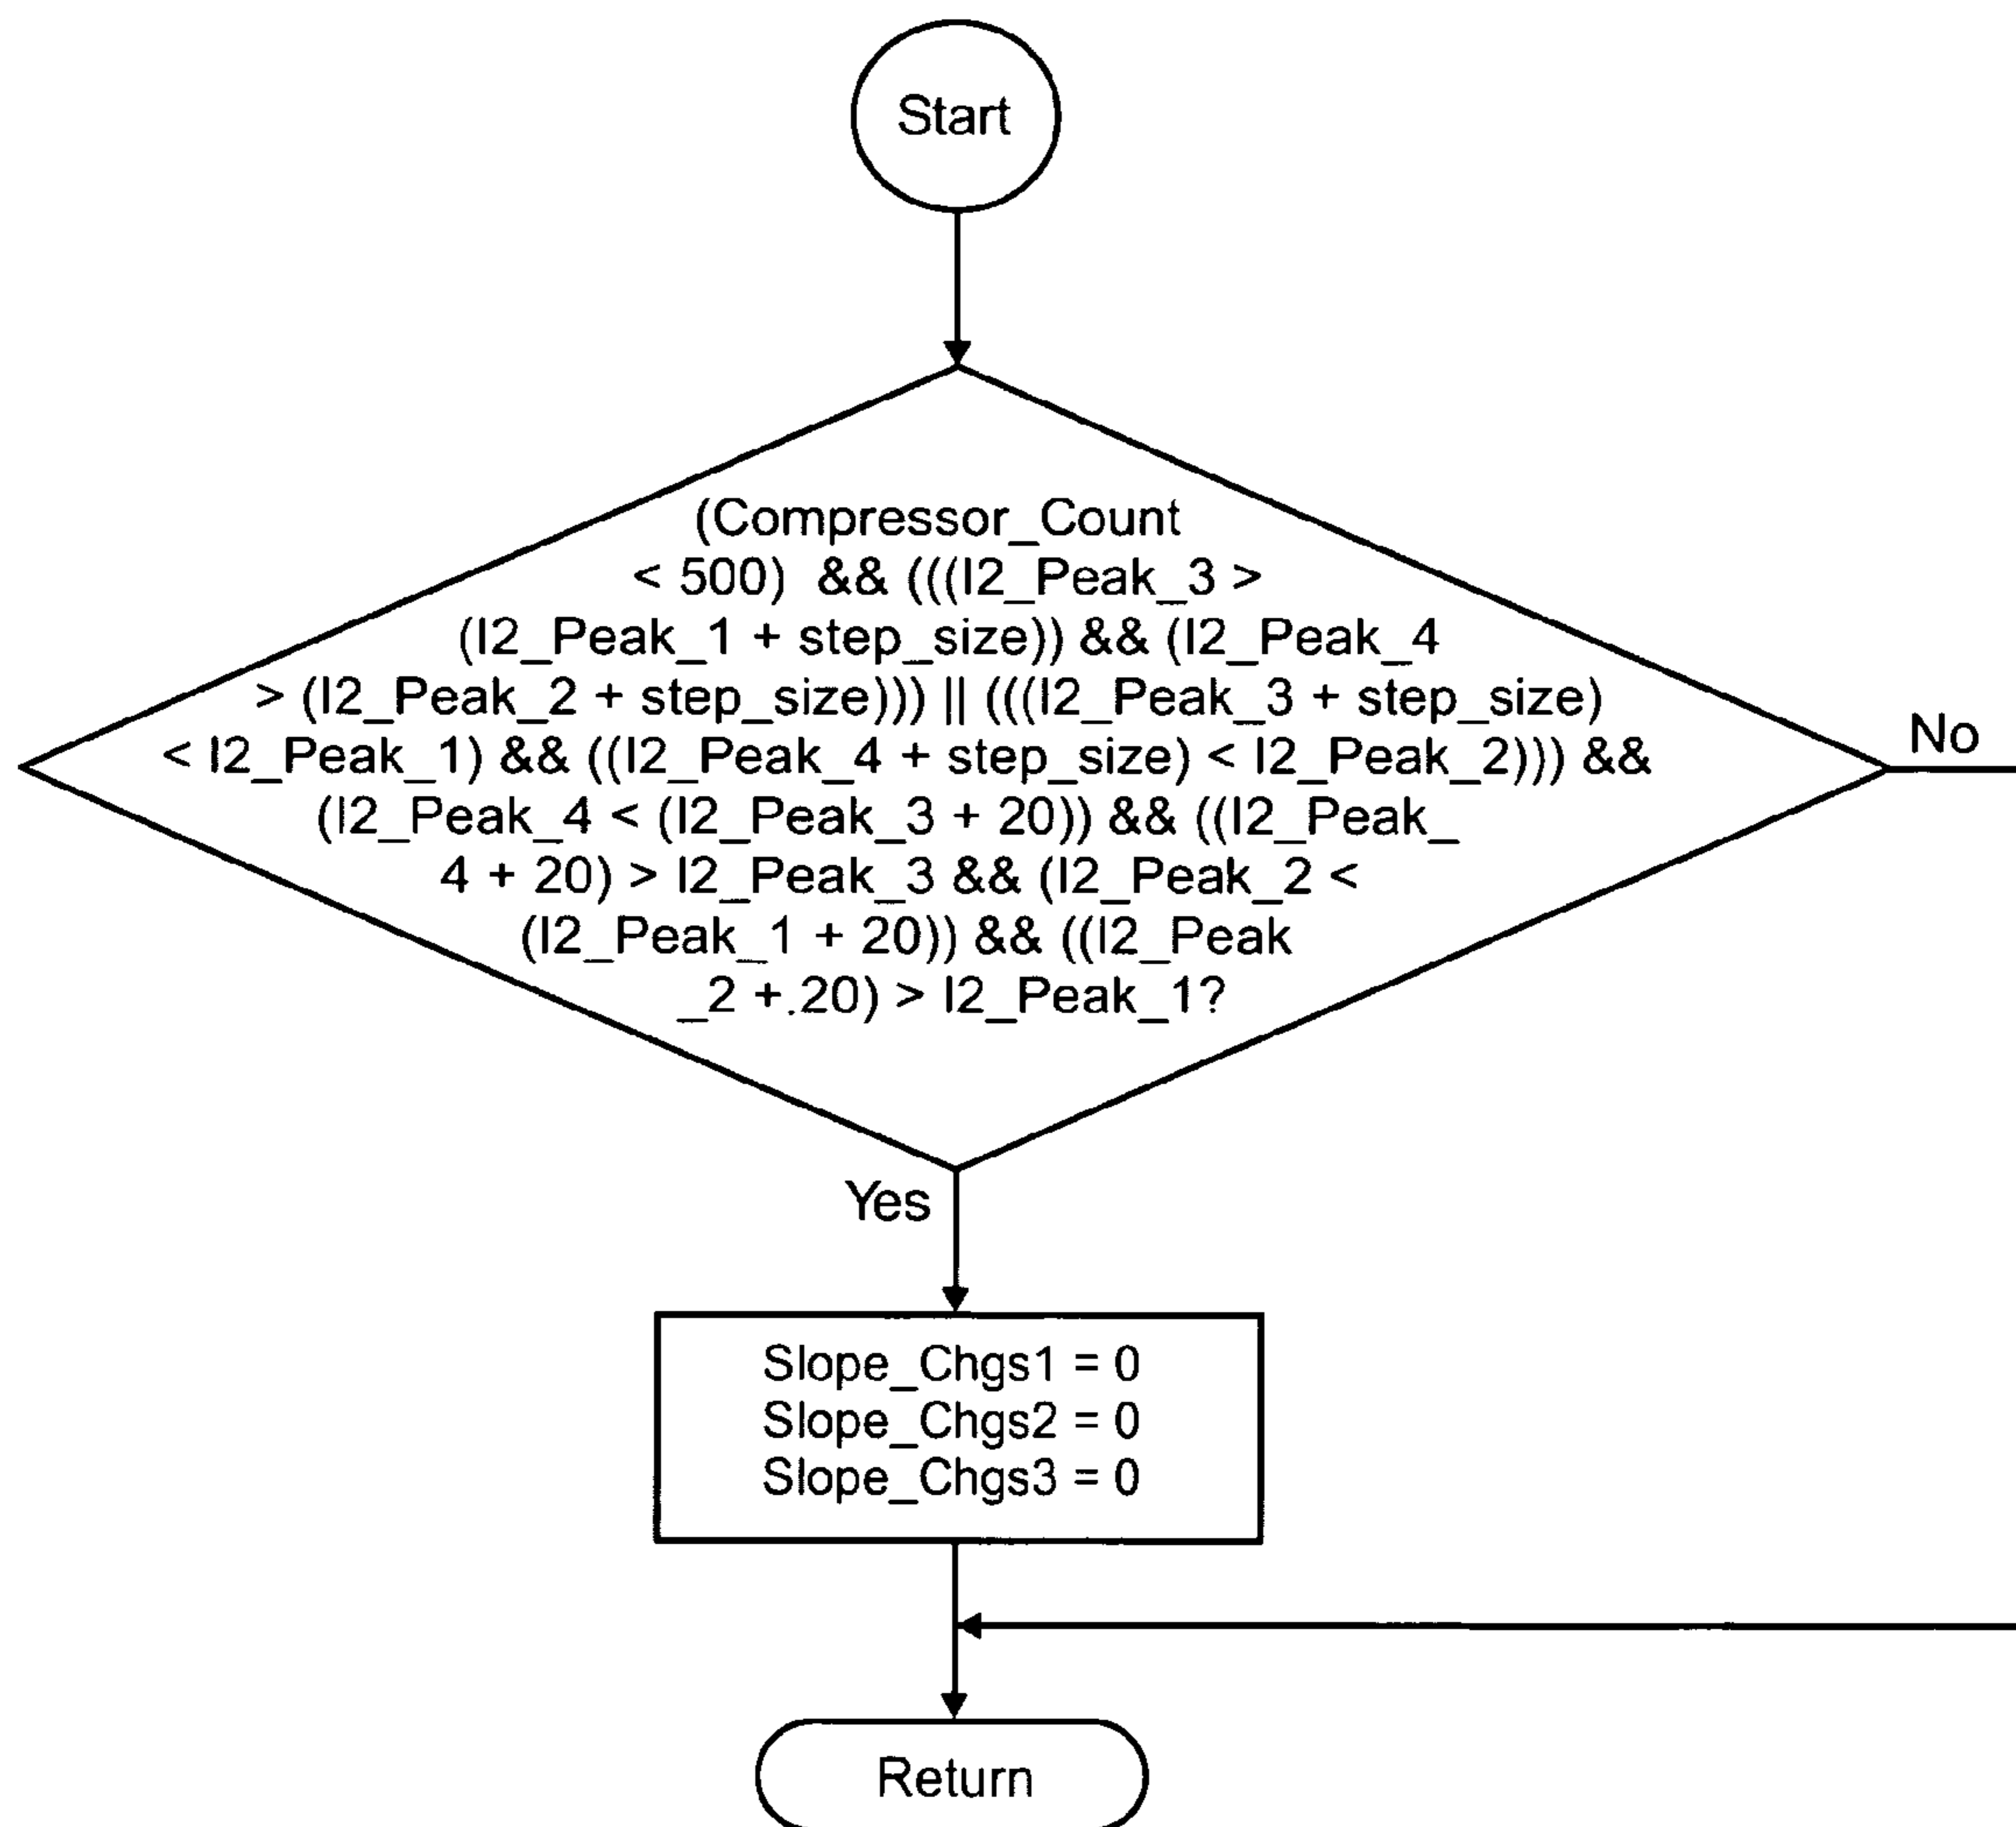 Start
(Compressor_Count
< 500) && (((I2_Peak_3 >
(I2_Peak_1 + step_size)) && (I2_Peak_4
> (I2_Peak_2 + step_size))) || (((I2_Peak_3 + step_size)
< I2_Peak_1) && ((I2_Peak_4 + step_size) < I2_Peak_2))) &&
(I2_Peak_4 < (I2_Peak_3 + 20)) && ((I2_Peak_
4 + 20) > I2_Peak_3 && (I2_Peak_2 <
(I2_Peak_1 + 20)) && ((I2_Peak
_2 + 20) > I2_Peak_1?
No
Yes
Slope_Chgs1 = 0
Slope_Chgs2 = 0
Slope_Chgs3 = 0
Return